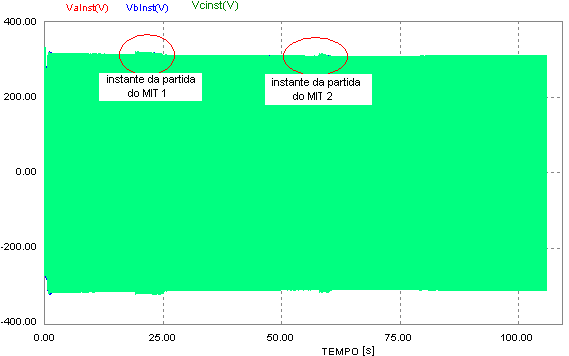 VaInst(V) VbInst(V) Vcinst(V)
400.00
200.00
0.00
-200.00
-400.00
instante da partida
do MIT 1
instante da partida
do MIT 2
0.00 25.00 50.00 75.00 100.00
TEMPO [s]